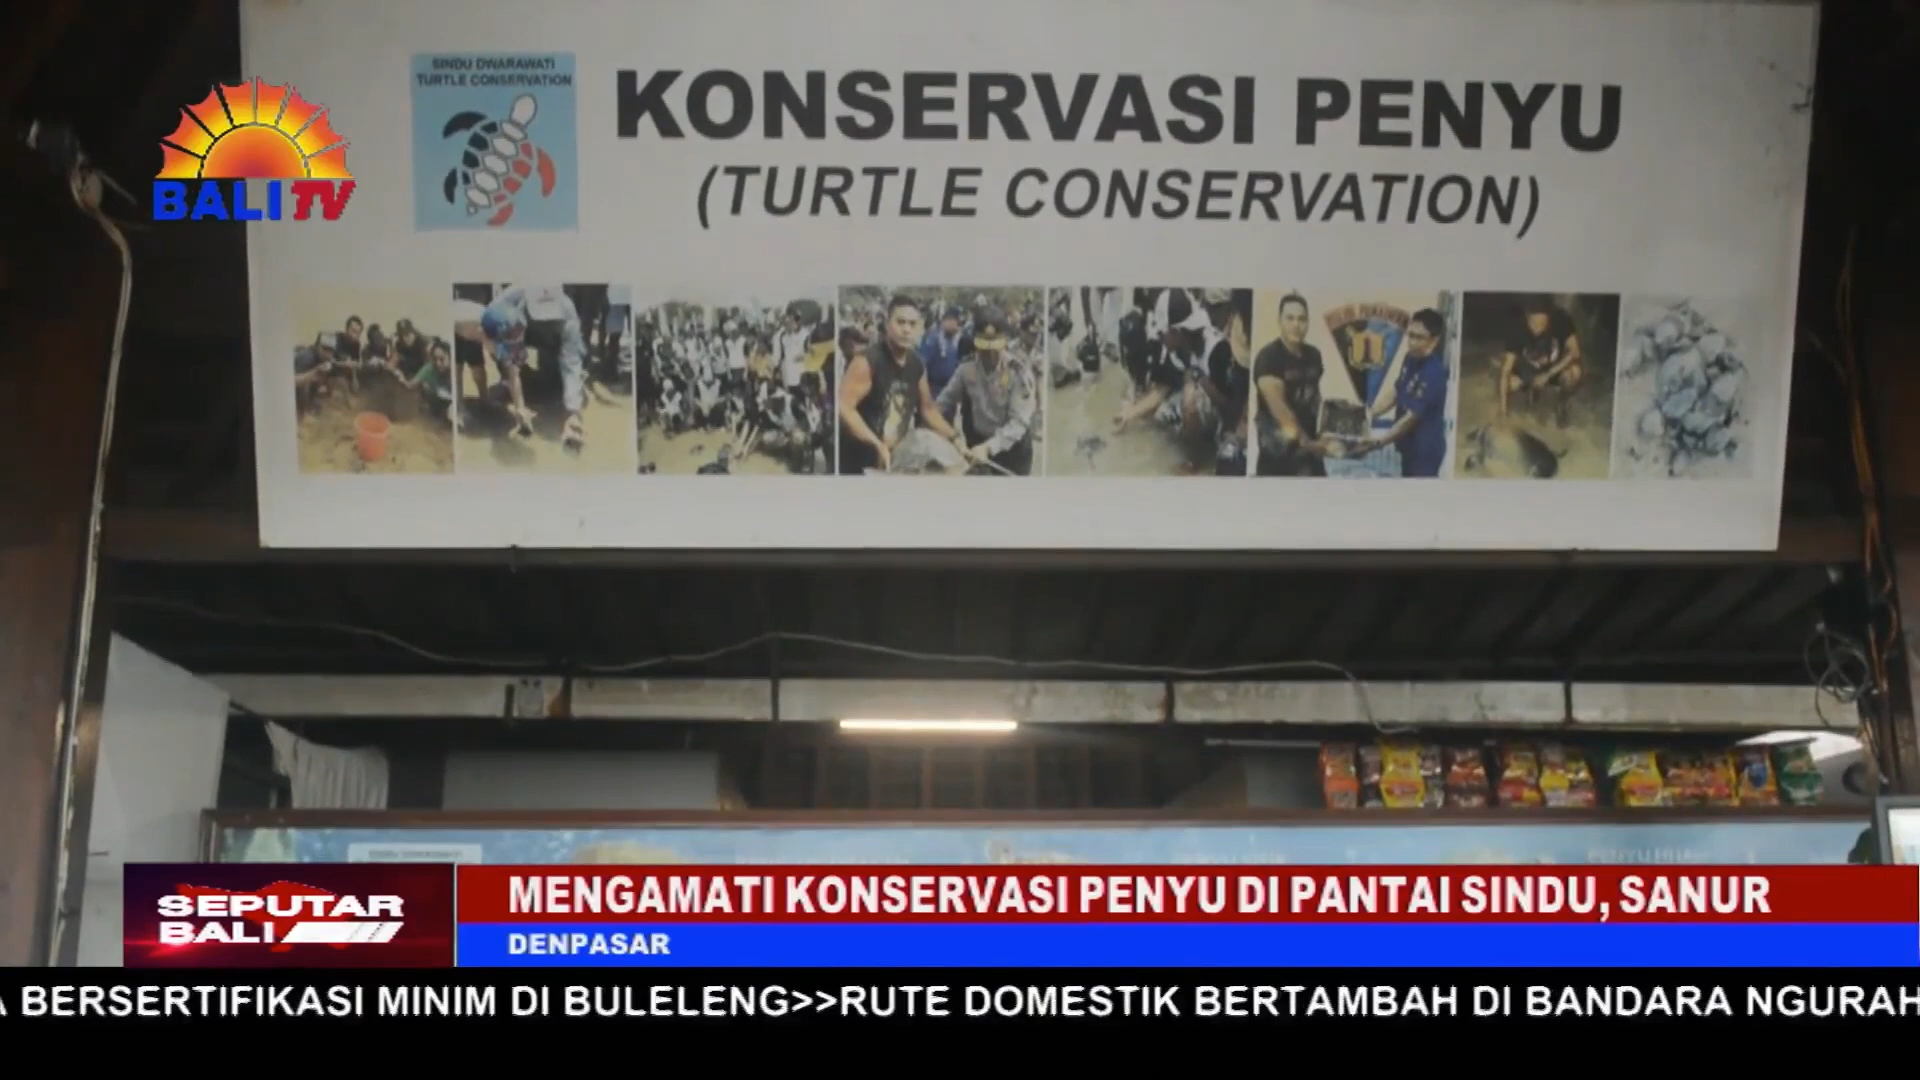 SINDU DWARAWATI
TURTLE CONSERVATION
KONSERVASI PENYU
(TURTLE CONSERVATION)
BALI TV
SEPUTAR
BALI
MENGAMATI KONSERVASI PENYU DI PANTAI SINDU, SANUR
DENPASAR
BERSERTIFIKASI MINIM DI BULELENG>>RUTE DOMESTIK BERTAMBAH DI BANDARA NGURAH